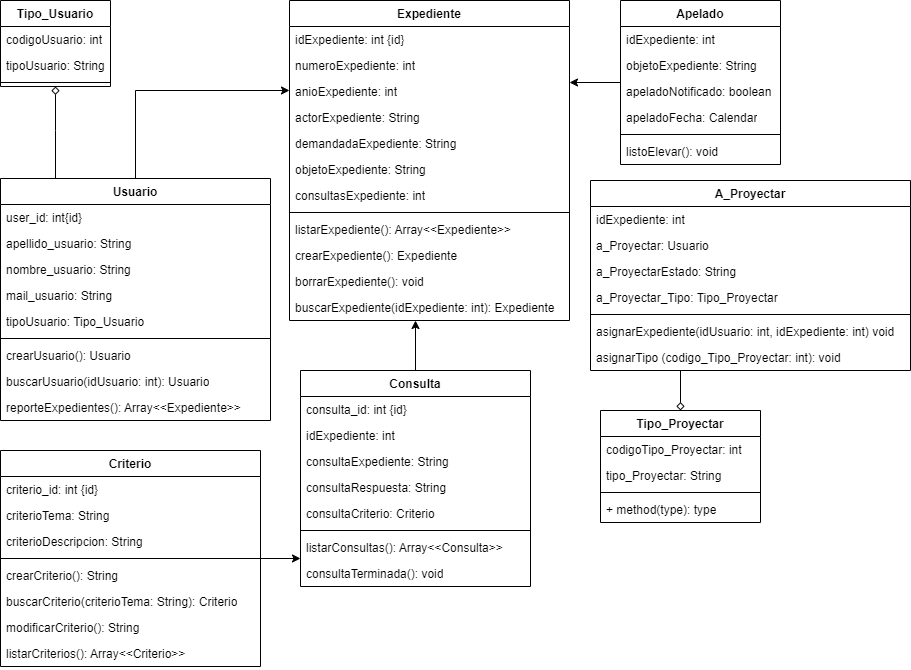 Tipo_Usuario
codigoUsuario: int
tipoUsuario: String
Expediente
idExpediente: int {id}
numeroExpediente: int
anioExpediente: int
actorExpediente: String
demandadaExpediente: String
objetoExpediente: String
consultasExpediente: int
listarExpediente(): Array<<Expediente>>
crearExpediente(): Expediente
borrarExpediente(): void
buscarExpediente(idExpediente: int): Expediente
Apelado
idExpediente: int
objetoExpediente: String
apeladoNotificado: boolean
apeladoFecha: Calendar
listoElevar(): void
Usuario
user_id: int{id}
apellido_usuario: String
nombre_usuario: String
mail_usuario: String
tipoUsuario: Tipo_Usuario
crearUsuario(): Usuario
buscarUsuario(idUsuario: int): Usuario
reporteExpedientes(): Array<<Expediente>>
A_Proyectar
idExpediente: int
a_Proyectar: Usuario
a_ProyectarEstado: String
a_Proyectar_Tipo: Tipo_Proyectar
asignarExpediente(idUsuario: int, idExpediente: int) void
asignarTipo (codigo_Tipo_Proyectar: int): void
Consulta
consulta_id: int {id}
idExpediente: int
consultaExpediente: String
consultaRespuesta: String
consultaCriterio: Criterio
listarConsultas(): Array<<Consulta>>
consultaTerminada(): void
Tipo_Proyectar
codigoTipo_Proyectar: int
tipo_Proyectar: String
+ method(type): type
Criterio
criterio_id: int {id}
criterioTema: String
criterioDescripcion: String
crearCriterio(): String
buscarCriterio(criterioTema: String): Criterio
modificarCriterio(): String
listarCriterios(): Array<<Criterio>>